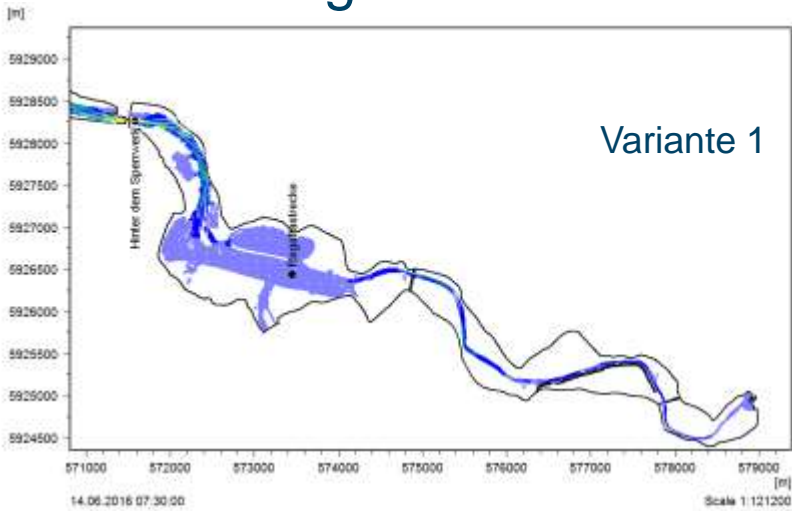 [m]
5929000
5928500
Variante 1
5928000
5927500
Hinter dem Sperrwerk
Regattastrecke
5927000
5926500
5926000
5925500
5925000
5924500
571000 572000 573000 574000 575000 576000 577000 578000 579000
[m]
14.06.2016 07:30:00 Scale 1:121200